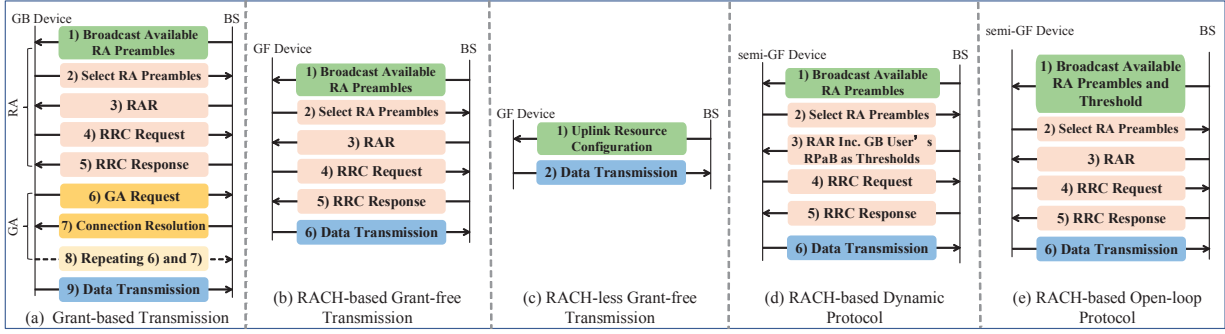 GB Device
BS
1) Broadcast Available
RA Preambles
2) Select RA Preambles
3) RAR
4) RRC Request
5) RRC Response
RA
6) GA Request
7) Connection Resolution
8) Repeating 6) and 7)
GA
9) Data Transmission
(a) Grant-based Transmission
GF Device
BS
1) Broadcast Available
RA Preambles
2) Select RA Preambles
3) RAR
4) RRC Request
5) RRC Response
6) Data Transmission
(b) RACH-based Grant-free
Transmission
GF Device
BS
1) Uplink Resource
Configuration
2) Data Transmission
(c) RACH-less Grant-free
Transmission
semi-GF Device
BS
1) Broadcast Available
RA Preambles
2) Select RA Preambles
3) RAR Inc. GB User's
RPaB as Thresholds
4) RRC Request
5) RRC Response
6) Data Transmission
(d) RACH-based Dynamic
Protocol
semi-GF Device
BS
1) Broadcast Available
RA Preambles and
Threshold
2) Select RA Preambles
3) RAR
4) RRC Request
5) RRC Response
6) Data Transmission
(e) RACH-based Open-loop
Protocol